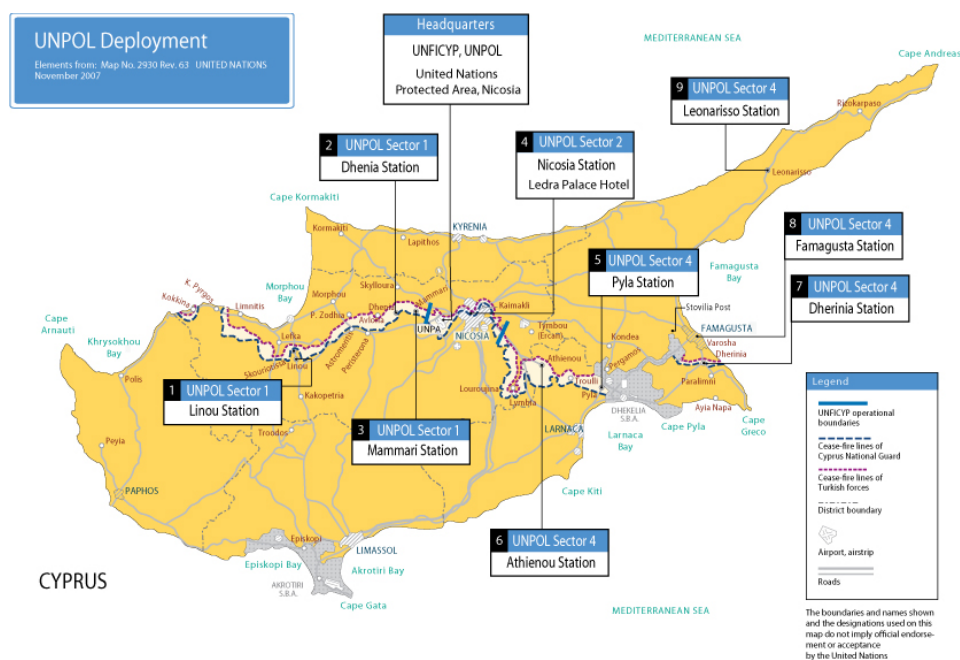 UNPOL Deployment
Elements from: Map No. 2930 Rev. 63 UNITED NATIONS
November 2007
Headquarters
UNFICYP, UNPOL
United Nations
Protected Area, Nicosia
MEDITERRANEAN SEA
Cape Andreas
9 UNPOL Sector 4
Leonarisso Station
Rizokarpaso
2 UNPOL Sector 1
Dhenia Station
4 UNPOL Sector 2
Nicosia Station
Ledra Palace Hotel
Leonarisso
Cape Kormakiti
Kormakiti
Lapithos
KYRENIA
8 UNPOL Sector 4
Famagusta Station
5 UNPOL Sector 4
Pyla Station
Famagusta
Bay
7 UNPOL Sector 4
Dherinia Station
Morphou
Bay
Skylloura
Mammari
Kokkina
K. Pyrgos
Limnitis
Morphou
P. Zodhia
Dhenia
Avlona
Kaimakli
Stovilia Post
FAMAGUSTA
Cape
Arnauti
Khrysokhou
Bay
Lefka
Skouriotissa
Linou
Astromeritis
Peristerona
UNPA
NICOSIA
Tymbou
(Ercan)
Kondea
Varosha
Dherinia
Athienou
Pergamos
Polis
Louroujina
Lymbia
Troulli
Pyla
Paralimni
1 UNPOL Sector 1
Linou Station
Kakopetria
DHEKELIA
S.B.A.
Ayia Napa
Cape
Greco
Cape Pyla
Larnaca
Bay
LARNACA
Troodos
3 UNPOL Sector 1
Mammari Station
Peyia
PAPHOS
Cape Kiti
6 UNPOL Sector 4
Athienou Station
Episkopi
LIMASSOL
Episkopi Bay
Akrotiri Bay
AKROTIRI
S.B.A.
Cape Gata
CYPRUS
MEDITERRANEAN SEA
Legend
UNFICYP operational
boundaries
Cease-fire lines of
Cyprus National Guard
Cease-fire lines of
Turkish forces
District boundary
Airport, airstrip
Roads
The boundaries and names shown
and the designations used on this
map do not imply official endorse-
ment or acceptance
by the United Nations